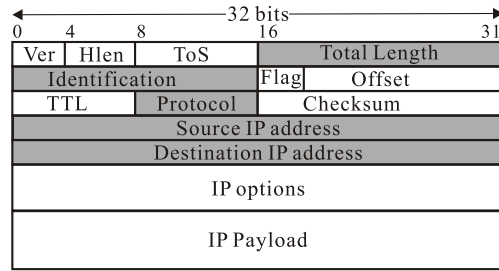 32 bits
0 4 8 16 31
Ver Hlen ToS Total Length
Identification Flag Offset
TTL Protocol Checksum
Source IP address
Destination IP address
IP options
IP Payload